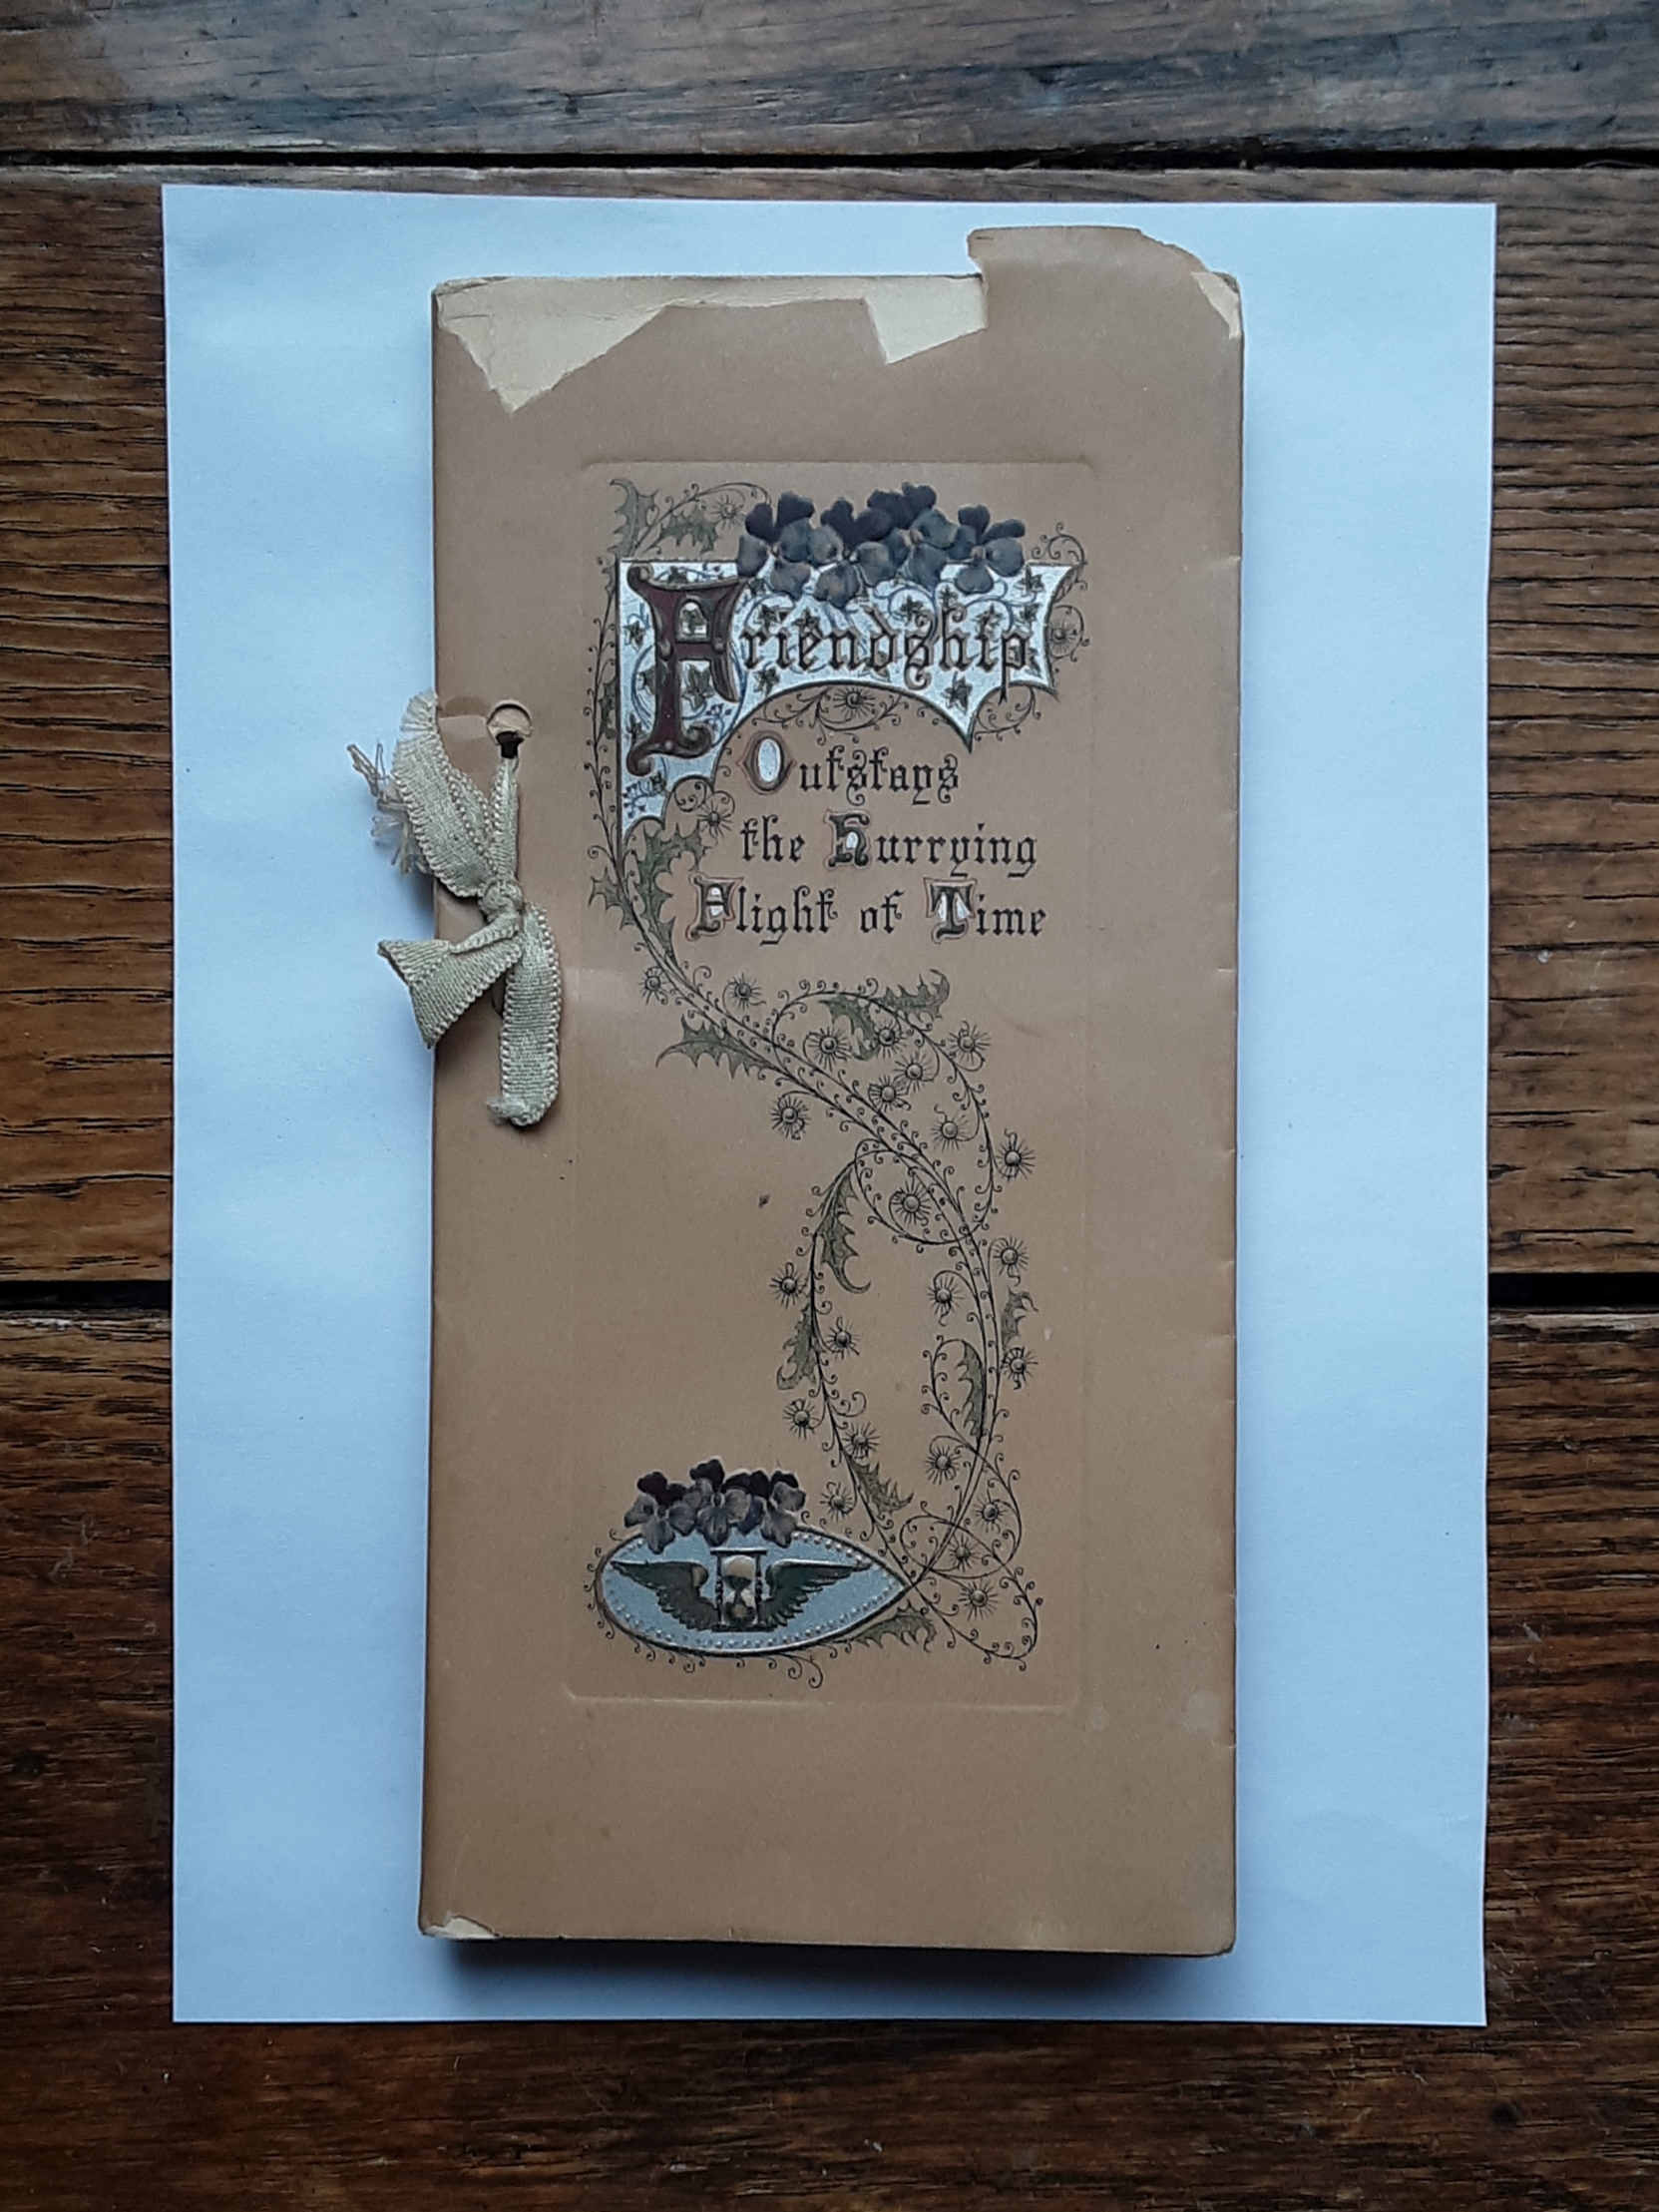 Friendship
Outstays
the Hurrying
Flight of Time